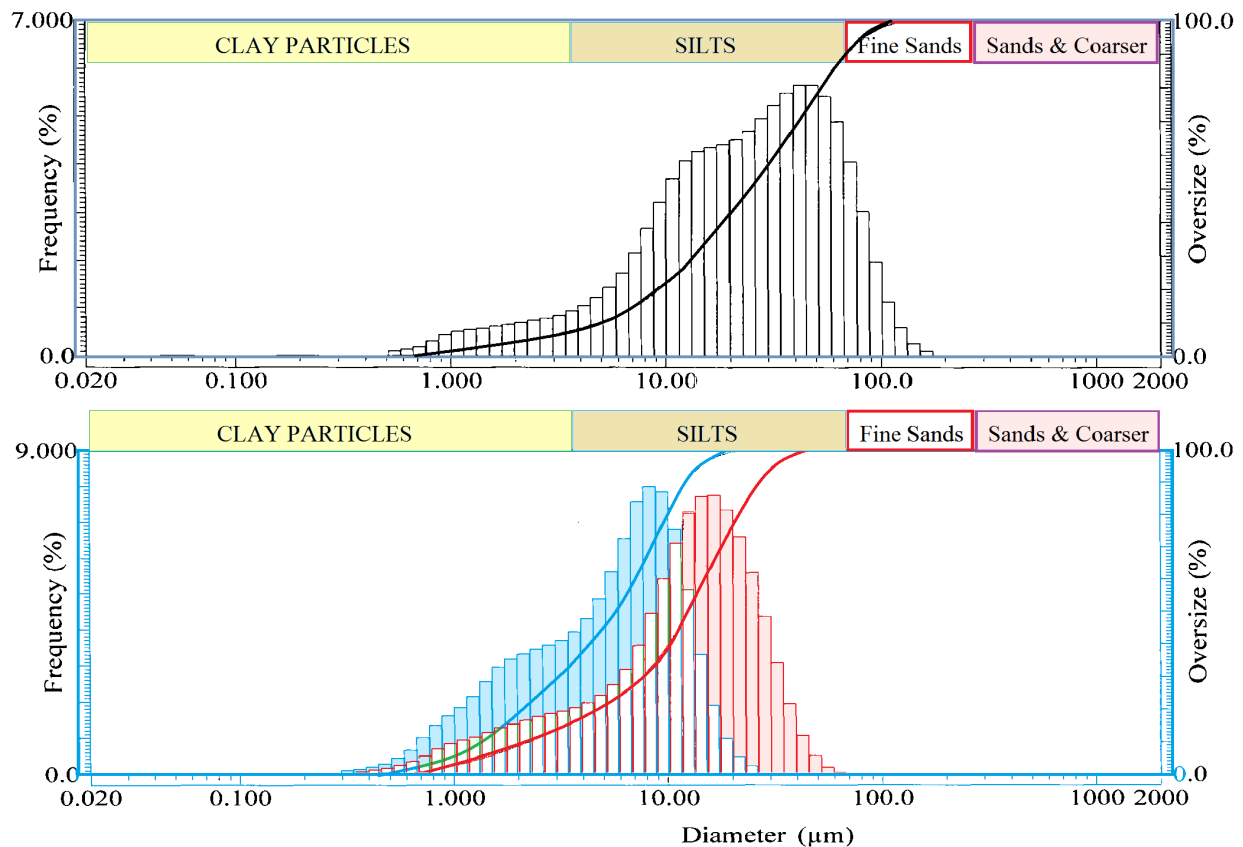 7.000
100.0
CLAY PARTICLES
SILTS
Fine Sands
Sands & Coarser
Frequency (%)
Oversize (%)
0.0
0.0
0.020
0.100
1.000
10.00
100.0
1000
2000
CLAY PARTICLES
SILTS
Fine Sands
Sands & Coarser
9.000
100.0
Frequency (%)
Oversize (%)
0.0
0.0
0.020
0.100
1.000
10.00
100.0
1000
2000
Diameter (µm)